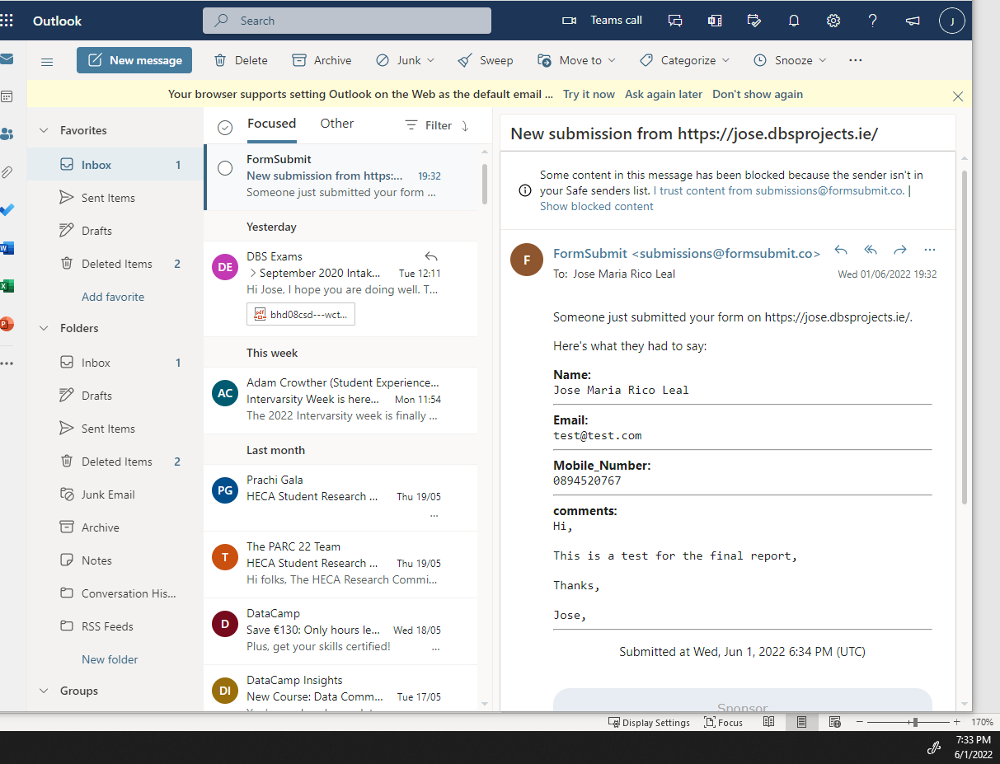 Outlook
Search
Teams call
J
New message
Delete
Archive
Junk
Sweep
Move to
Categorize
Snooze
Your browser supports setting Outlook on the Web as the default email ... Try it now Ask again later Don't show again
Favorites
Inbox 1
Sent Items
Drafts
Deleted Items 2
Add favorite
Folders
Inbox 1
Drafts
Sent Items
Deleted Items 2
Junk Email
Archive
Notes
Conversation His...
RSS Feeds
New folder
Groups
Focused Other Filter
FormSubmit
New submission from https:... 19:32
Someone just submitted your form ...
Yesterday
DE
DBS Exams
September 2020 Intak... Tue 12:11
Hi Jose, I hope you are doing well. T...
bhd08csd---wct...
This week
AC
Adam Crowther (Student Experience...
Intervarsity Week is here... Mon 11:54
The 2022 Intervarsity week is finally ...
Last month
PG
Prachi Gala
HECA Student Research ... Thu 19/05
...
T
The PARC 22 Team
HECA Student Research ... Thu 19/05
Hi folks, The HECA Research Commi...
D
DataCamp
Save €130: Only hours le... Wed 18/05
Plus, get your skills certified! ...
DI
DataCamp Insights
New Course: Data Comm... Tue 17/05
New submission from https://jose.dbsprojects.ie/
Some content in this message has been blocked because the sender isn't in
your Safe senders list. I trust content from submissions@formsubmit.co. |
Show blocked content
F
FormSubmit <submissions@formsubmit.co>
To: Jose Maria Rico Leal
Wed 01/06/2022 19:32
Someone just submitted your form on https://jose.dbsprojects.ie/.
Here's what they had to say:
Name:
Jose Maria Rico Leal
Email:
test@test.com
Mobile_Number:
0894520767
comments:
Hi,
This is a test for the final report,
Thanks,
Jose,
Submitted at Wed, Jun 1, 2022 6:34 PM (UTC)
Sponsor
Display Settings
Focus
170%
7:33 PM
6/1/2022